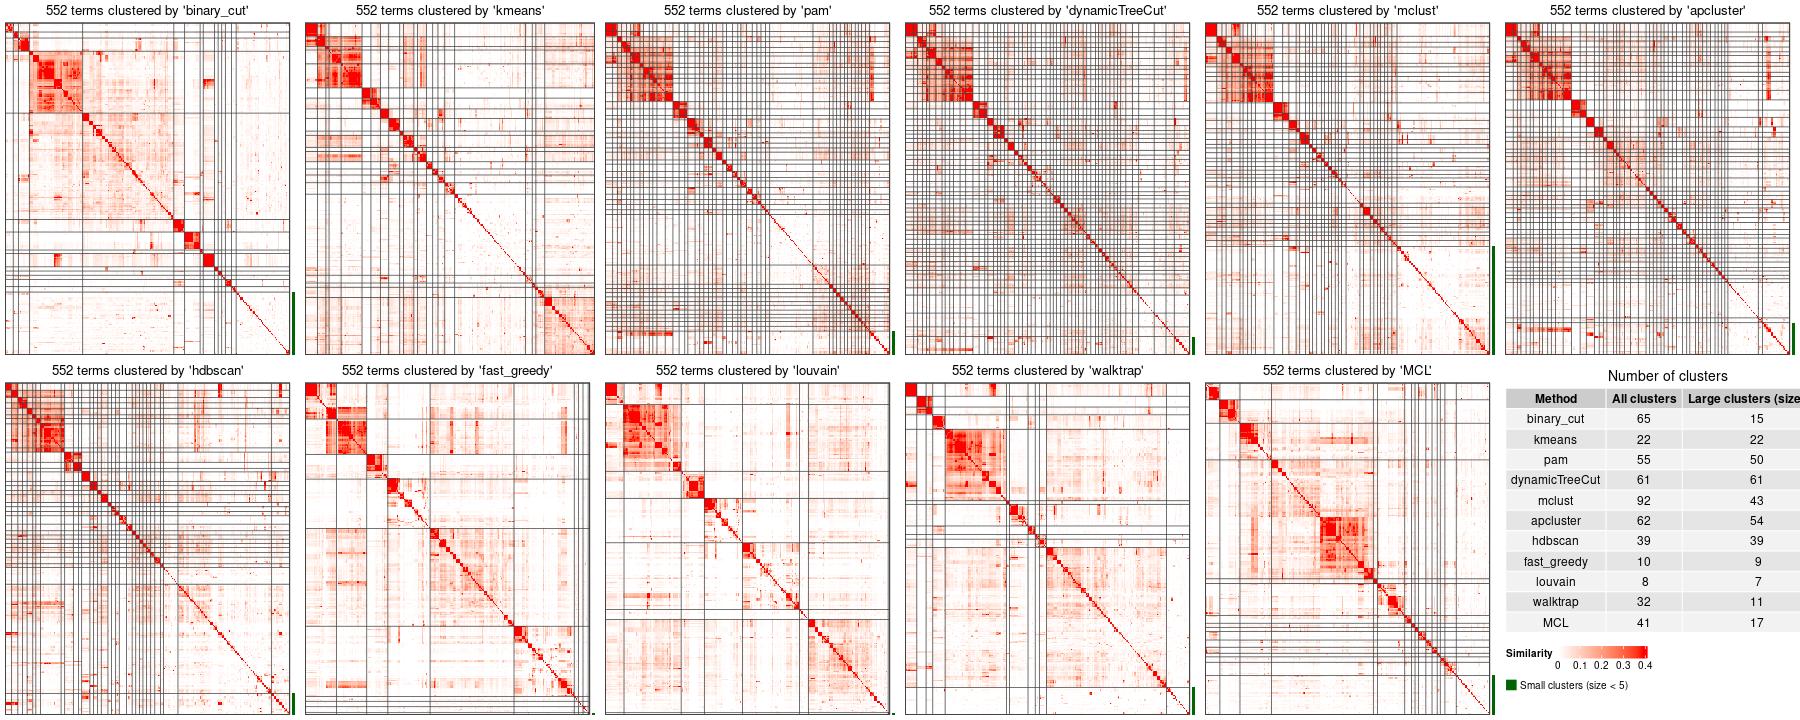 552 terms clustered by 'binary_cut'
552 terms clustered by 'kmeans'
552 terms clustered by 'pam'
552 terms clustered by 'dynamicTreeCut'
552 terms clustered by 'mclust'
552 terms clustered by 'apcluster'
552 terms clustered by 'hdbscan'
552 terms clustered by 'fast_greedy'
552 terms clustered by 'louvain'
552 terms clustered by 'walktrap'
552 terms clustered by 'MCL'
Number of clusters
Method All clusters Large clusters (size
binary_cut 65 15
kmeans 22 22
pam 55 50
dynamicTreeCut 61 61
mclust 92 43
apcluster 62 54
hdbscan 39 39
fast_greedy 10 9
louvain 8 7
walktrap 32 11
MCL 41 17
Similarity
0 0.1 0.2 0.3 0.4
Small clusters (size < 5)